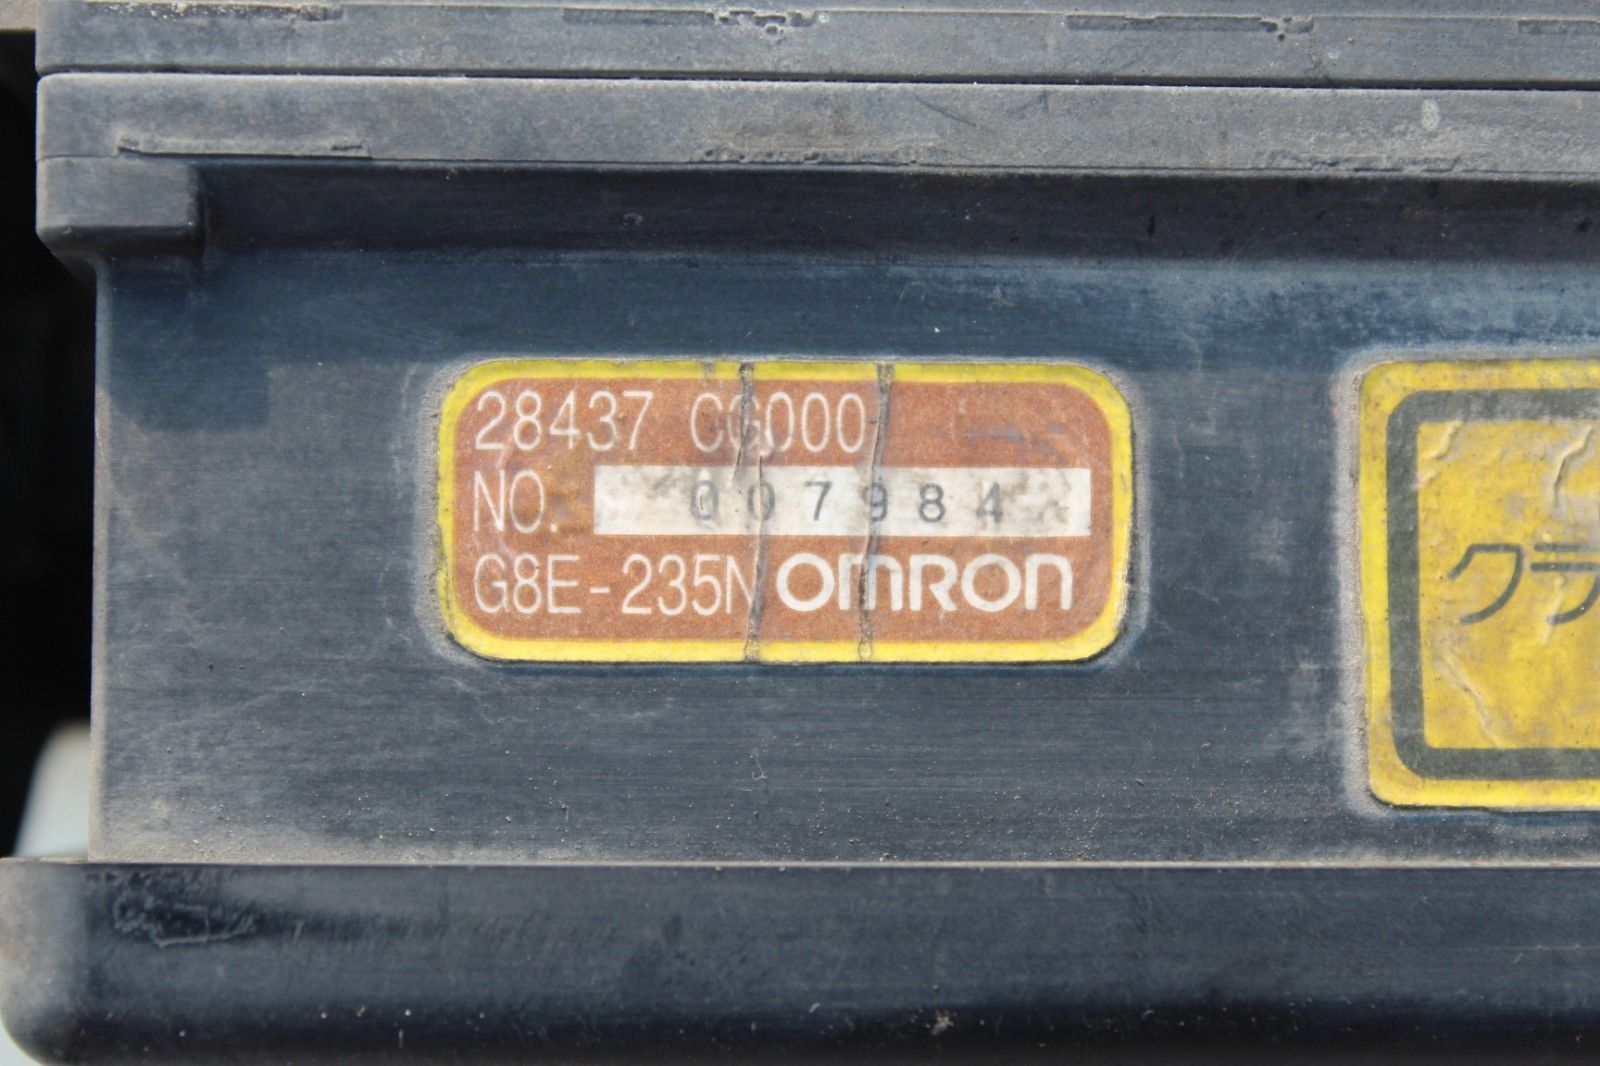 28437 CG000
NO. 007984
G8E-235N OMRON
クラ